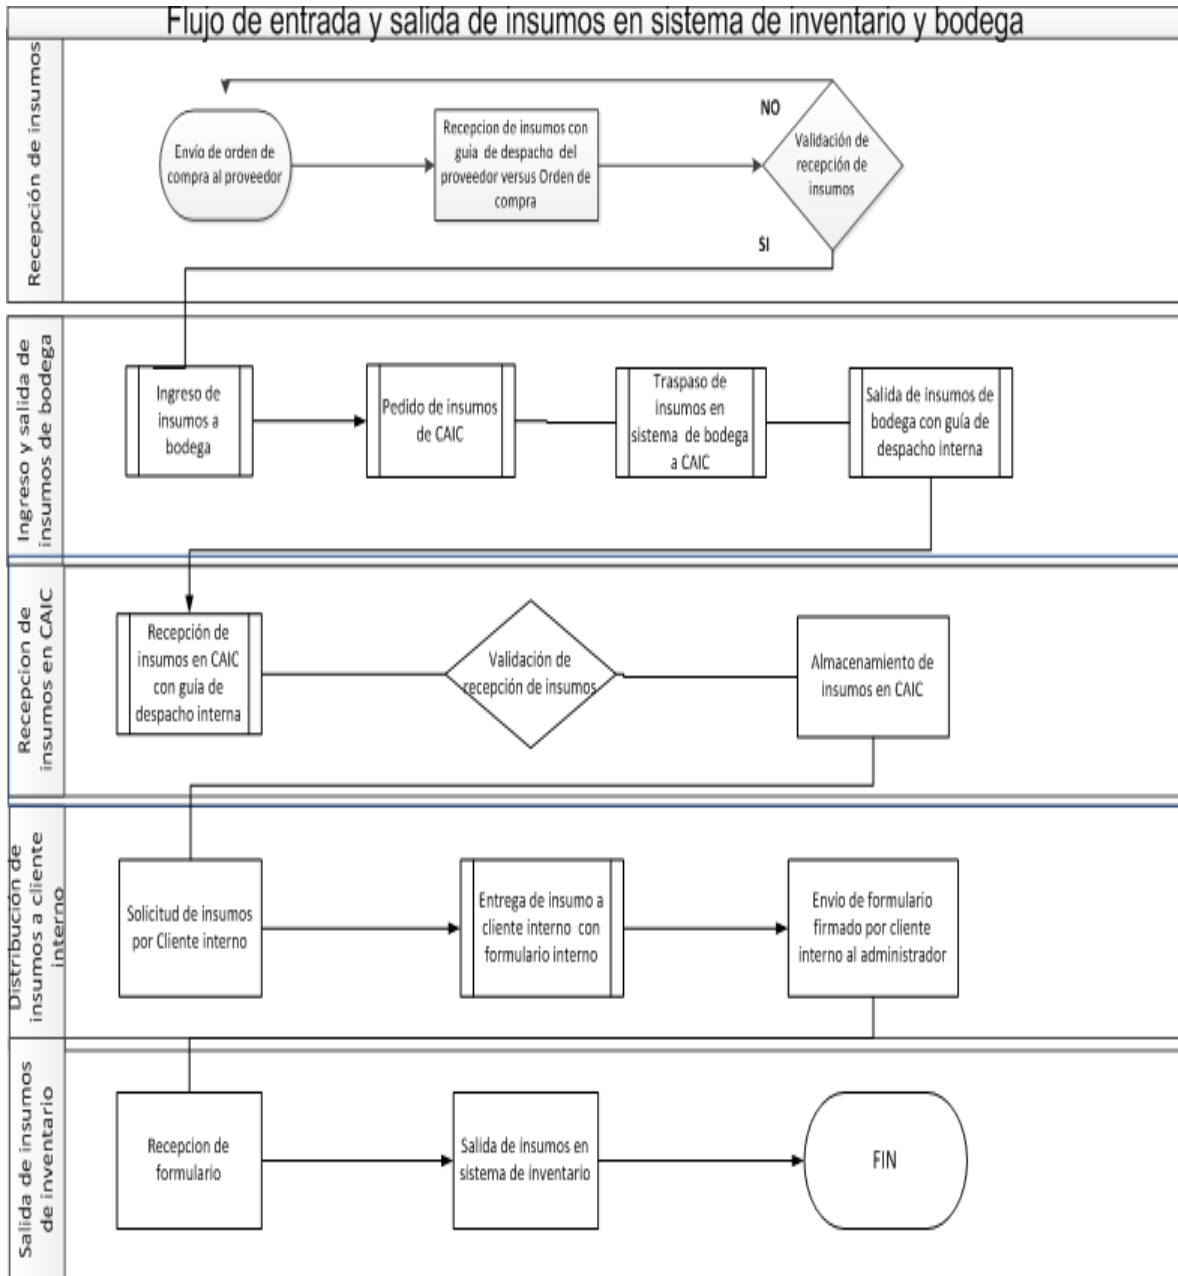 Flujo de entrada y salida de insumos en sistema de inventario y bodega
Recepción de insumos
Envío de orden de
compra al proveedor
Recepcion de insumos con
guía de despacho del
proveedor versus Orden de
compra
NO
Validación de
recepción de
insumos
SI
Ingreso y salida de
insumos de bodega
Ingreso de
insumos a
bodega
Pedido de insumos
de CAIC
Traspaso de
insumos en
sistema de bodega
a CAIC
Salida de insumos de
bodega con guía de
despacho interna
Recepcion de
insumos en CAIC
Recepción de
insumos en CAIC
con guía de
despacho interna
Validación de
recepción de insumos
Almacenamiento de
insumos en CAIC
Distribución de
insumos a cliente
interno
Solicitud de insumos
por Cliente interno
Entrega de insumo a
cliente interno con
formulario interno
Envío de formulario
firmado por cliente
interno al administrador
Salida de insumos
de inventario
Recepcion de
formulario
Salida de insumos en
sistema de inventario
FIN